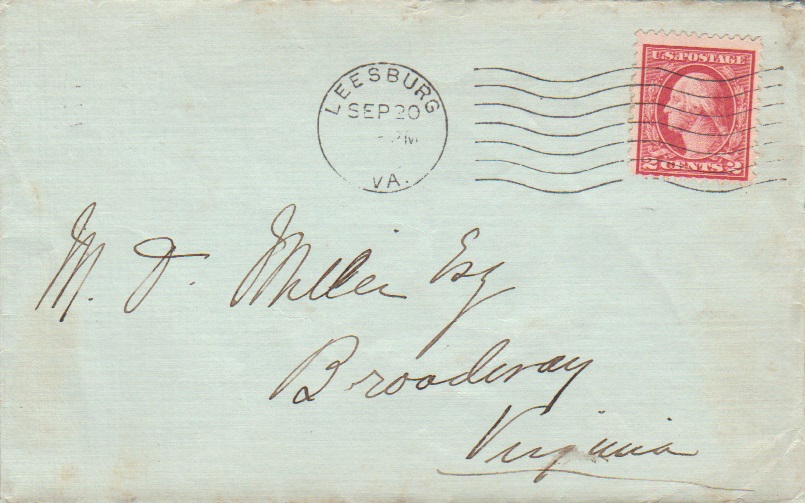 LEESBURG
SEP 20
VA.
U.S. POSTAGE
2 CENTS 2
M. J. Miller Esq
Broadway
Virginia